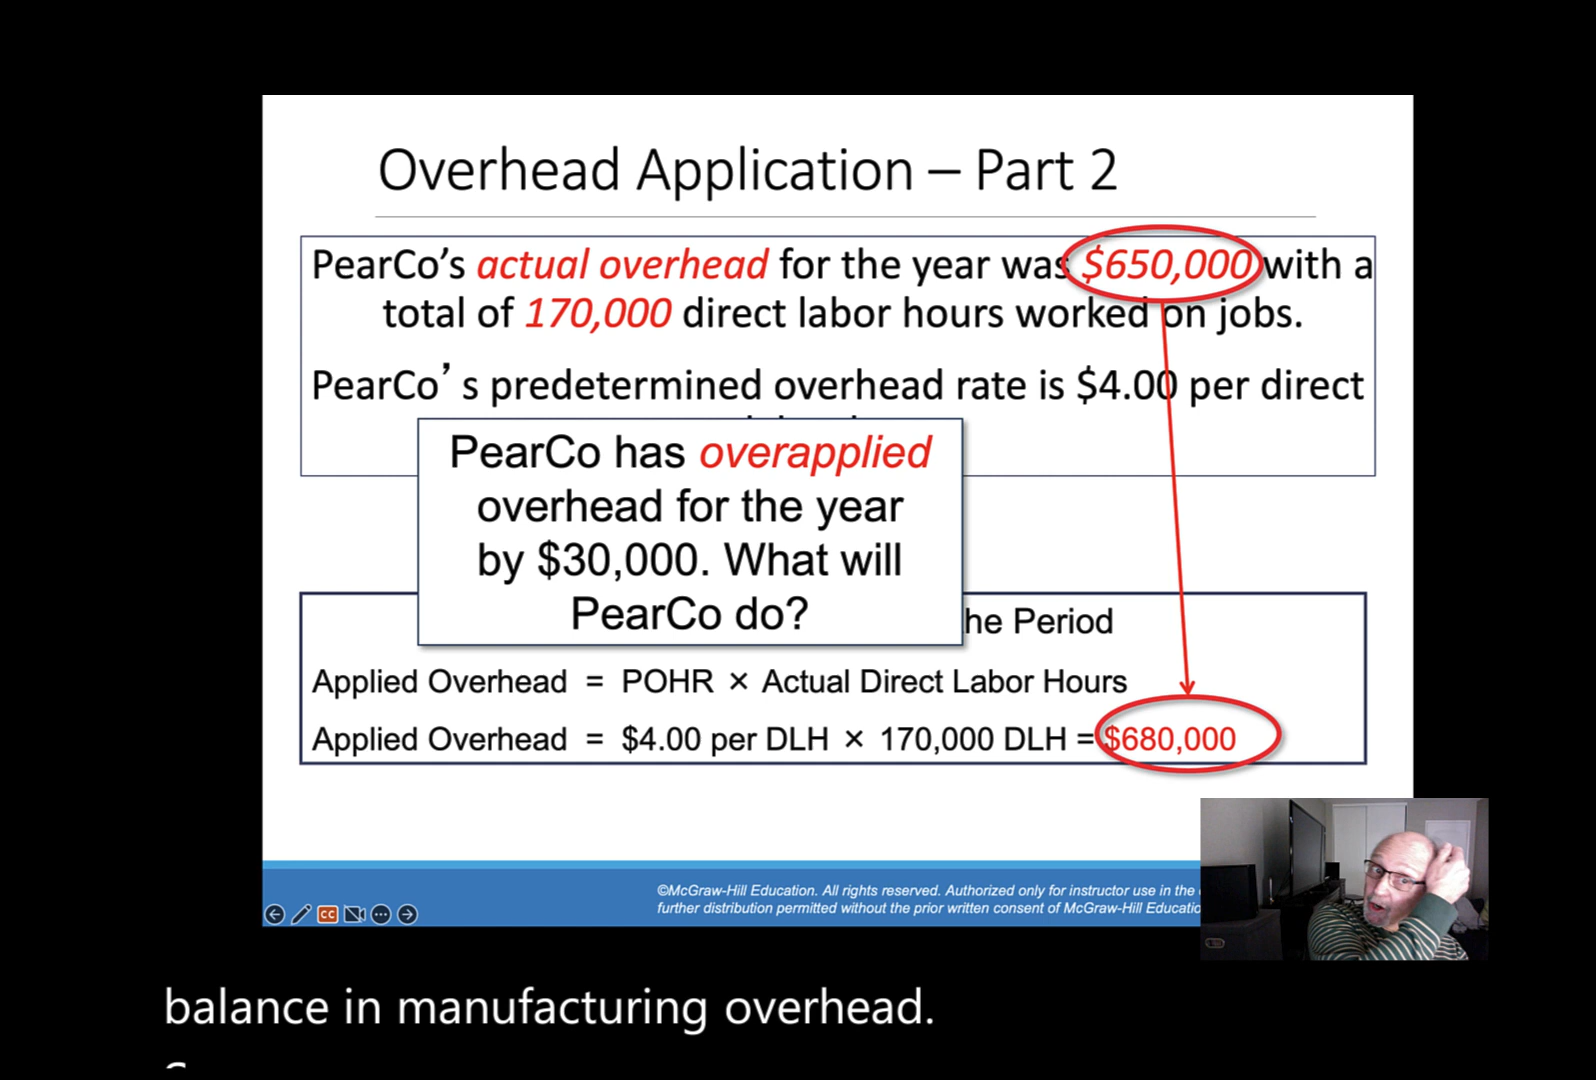 Overhead Application – Part 2
PearCo’s actual overhead for the year was $650,000 with a
total of 170,000 direct labor hours worked on jobs.
PearCo’s predetermined overhead rate is $4.00 per direct
PearCo has overapplied
overhead for the year
by $30,000. What will
PearCo do?
he Period
Applied Overhead = POHR × Actual Direct Labor Hours
Applied Overhead = $4.00 per DLH × 170,000 DLH = $680,000
©McGraw-Hill Education. All rights reserved. Authorized only for instructor use in the
further distribution permitted without the prior written consent of McGraw-Hill Educatio
CC
balance in manufacturing overhead.